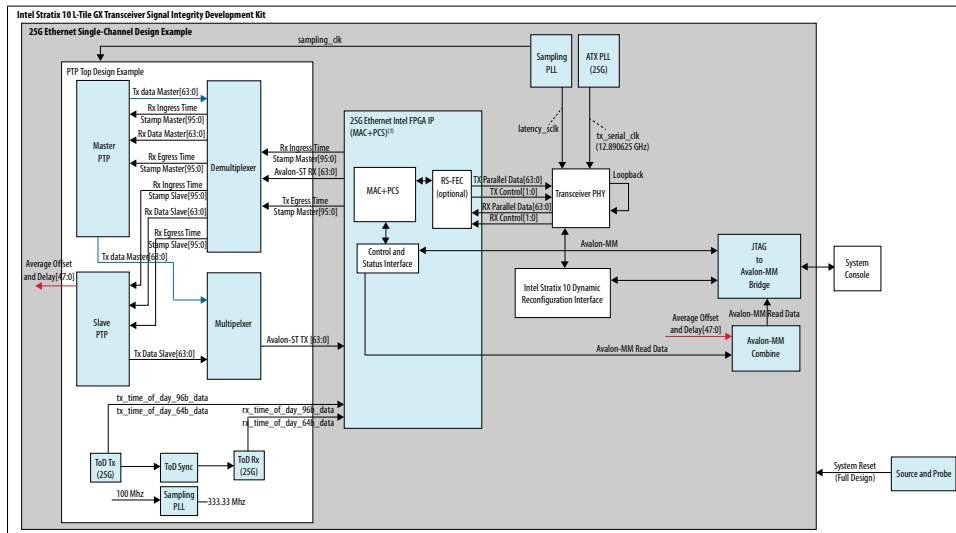 Intel Stratix 10 L-Tile GX Transceiver Signal Integrity Development Kit
25G Ethernet Single-Channel Design Example
sampling_clk
Sampling
PLL
ATX PLL
(25G)
PTP Top Design Example
Tx data Master[63:0]
Rx Ingress Time
Stamp Master[95:0]
Rx Data Master[63:0]
Rx Egress Time
Stamp Master[95:0]
Rx Ingress Time
Stamp Slave[95:0]
Rx Data Slave[63:0]
Rx Egress Time
Stamp Slave[95:0]
Tx data Master[63:0]
Master
PTP
Demultiplexer
Average Offset
and Delay[47:0]
Slave
PTP
Multipelxer
Tx Data Slave[63:0]
Rx Ingress Time
Stamp Master[95:0]
Avalon-ST RX [63:0]
Tx Egress Time
Stamp Master[95:0]
Avalon-ST TX [63:0]
25G Ethernet Intel FPGA IP
(MAC+PCS)(1)
MAC+PCS
RS-FEC
(optional)
Control and
Status Interface
latency_sclk
tx_serial_clk
(12.890625 GHz)
TX Parallel Data[63:0]
TX Control[1:0]
RX Parallel Data[63:0]
RX Control[1:0]
Transceiver PHY
Loopback
Avalon-MM
Intel Stratix 10 Dynamic
Reconfiguration Interface
JTAG
to
Avalon-MM
Bridge
System
Console
Avalon-MM Read Data
Average Offset
and Delay[47:0]
Avalon-MM
Combine
Avalon-MM Read Data
tx_time_of_day_96b_data
tx_time_of_day_64b_data
rx_time_of_day_96b_data
rx_time_of_day_64b_data
ToD Tx
(25G)
ToD Sync
ToD Rx
(25G)
100 Mhz
Sampling
PLL
333.33 Mhz
System Reset
(Full Design)
Source and Probe